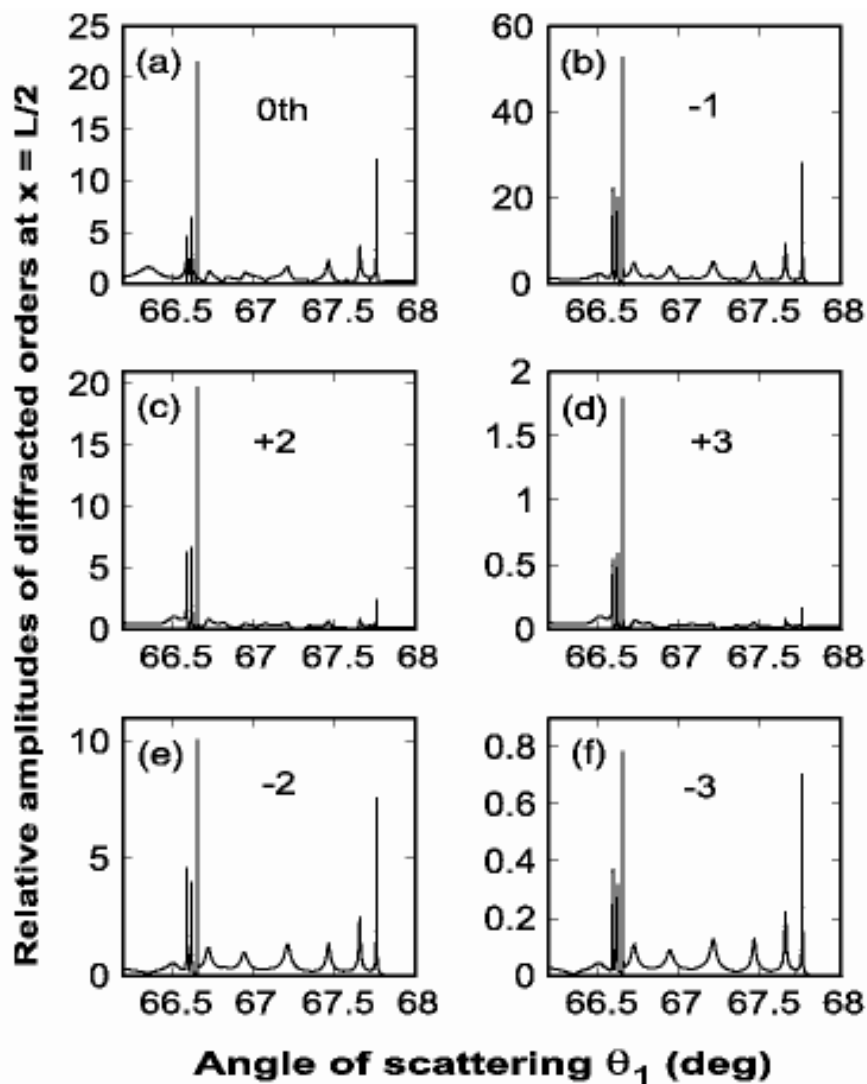 Relative amplitudes of diffracted orders at x = L/2
25
20
15
10
5
0
(a)
0th
66.5 67 67.5 68
60
40
20
0
(b)
-1
66.5 67 67.5 68
20
15
10
5
0
(c)
+2
66.5 67 67.5 68
2
1.5
1
0.5
0
(d)
+3
66.5 67 67.5 68
10
5
0
(e)
-2
66.5 67 67.5 68
0.8
0.6
0.4
0.2
0
(f)
-3
66.5 67 67.5 68
Angle of scattering Θ_1 (deg)